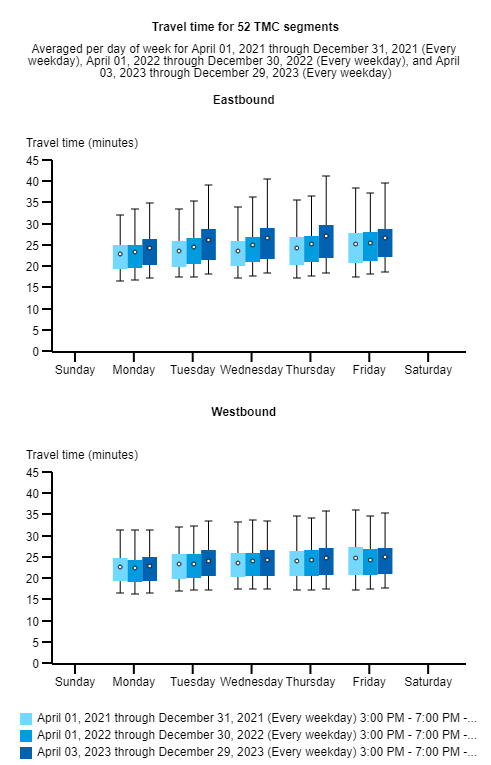 Travel time for 52 TMC segments
Averaged per day of week for April 01, 2021 through December 31, 2021 (Every
weekday), April 01, 2022 through December 30, 2022 (Every weekday), and April
03, 2023 through December 29, 2023 (Every weekday)
Eastbound
Travel time (minutes)
45
40
35
30
25
20
15
10
5
0
Sunday Monday Tuesday Wednesday Thursday Friday Saturday
Westbound
Travel time (minutes)
45
40
35
30
25
20
15
10
5
0
Sunday Monday Tuesday Wednesday Thursday Friday Saturday
April 01, 2021 through December 31, 2021 (Every weekday) 3:00 PM - 7:00 PM -...
April 01, 2022 through December 30, 2022 (Every weekday) 3:00 PM - 7:00 PM -...
April 03, 2023 through December 29, 2023 (Every weekday) 3:00 PM - 7:00 PM -...